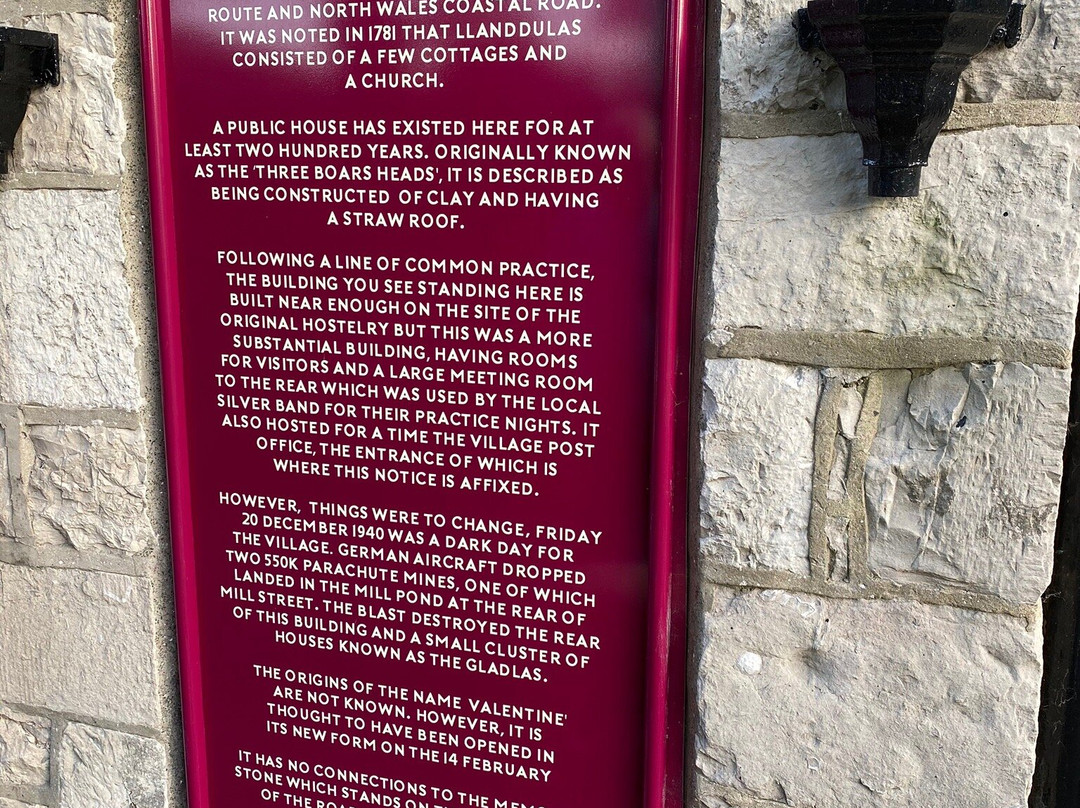 ROUTE AND NORTH WALES COASTAL ROAD.
IT WAS NOTED IN 1781 THAT LLANDDULAS
CONSISTED OF A FEW COTTAGES AND
A CHURCH.
A PUBLIC HOUSE HAS EXISTED HERE FOR AT
LEAST TWO HUNDRED YEARS. ORIGINALLY KNOWN
AS THE 'THREE BOARS HEADS', IT IS DESCRIBED AS
BEING CONSTRUCTED OF CLAY AND HAVING
A STRAW ROOF.
FOLLOWING A LINE OF COMMON PRACTICE,
THE BUILDING YOU SEE STANDING HERE IS
BUILT NEAR ENOUGH ON THE SITE OF THE
ORIGINAL HOSTELRY BUT THIS WAS A MORE
SUBSTANTIAL BUILDING, HAVING ROOMS
FOR VISITORS AND A LARGE MEETING ROOM
TO THE REAR WHICH WAS USED BY THE LOCAL
SILVER BAND FOR THEIR PRACTICE NIGHTS. IT
ALSO HOSTED FOR A TIME THE VILLAGE POST
OFFICE, THE ENTRANCE OF WHICH IS
WHERE THIS NOTICE IS AFFIXED.
HOWEVER, THINGS WERE TO CHANGE, FRIDAY
20 DECEMBER 1940 WAS A DARK DAY FOR
THE VILLAGE. GERMAN AIRCRAFT DROPPED
TWO 550K PARACHUTE MINES, ONE OF WHICH
LANDED IN THE MILL POND AT THE REAR OF
MILL STREET. THE BLAST DESTROYED THE REAR
OF THIS BUILDING AND A SMALL CLUSTER OF
HOUSES KNOWN AS THE GLADLAS.
THE ORIGINS OF THE NAME VALENTINE'
ARE NOT KNOWN. HOWEVER, IT IS
THOUGHT TO HAVE BEEN OPENED IN
ITS NEW FORM ON THE 14 FEBRUARY
IT HAS NO CONNECTIONS TO THE
STONE WHICH STANDS ON
OF THE